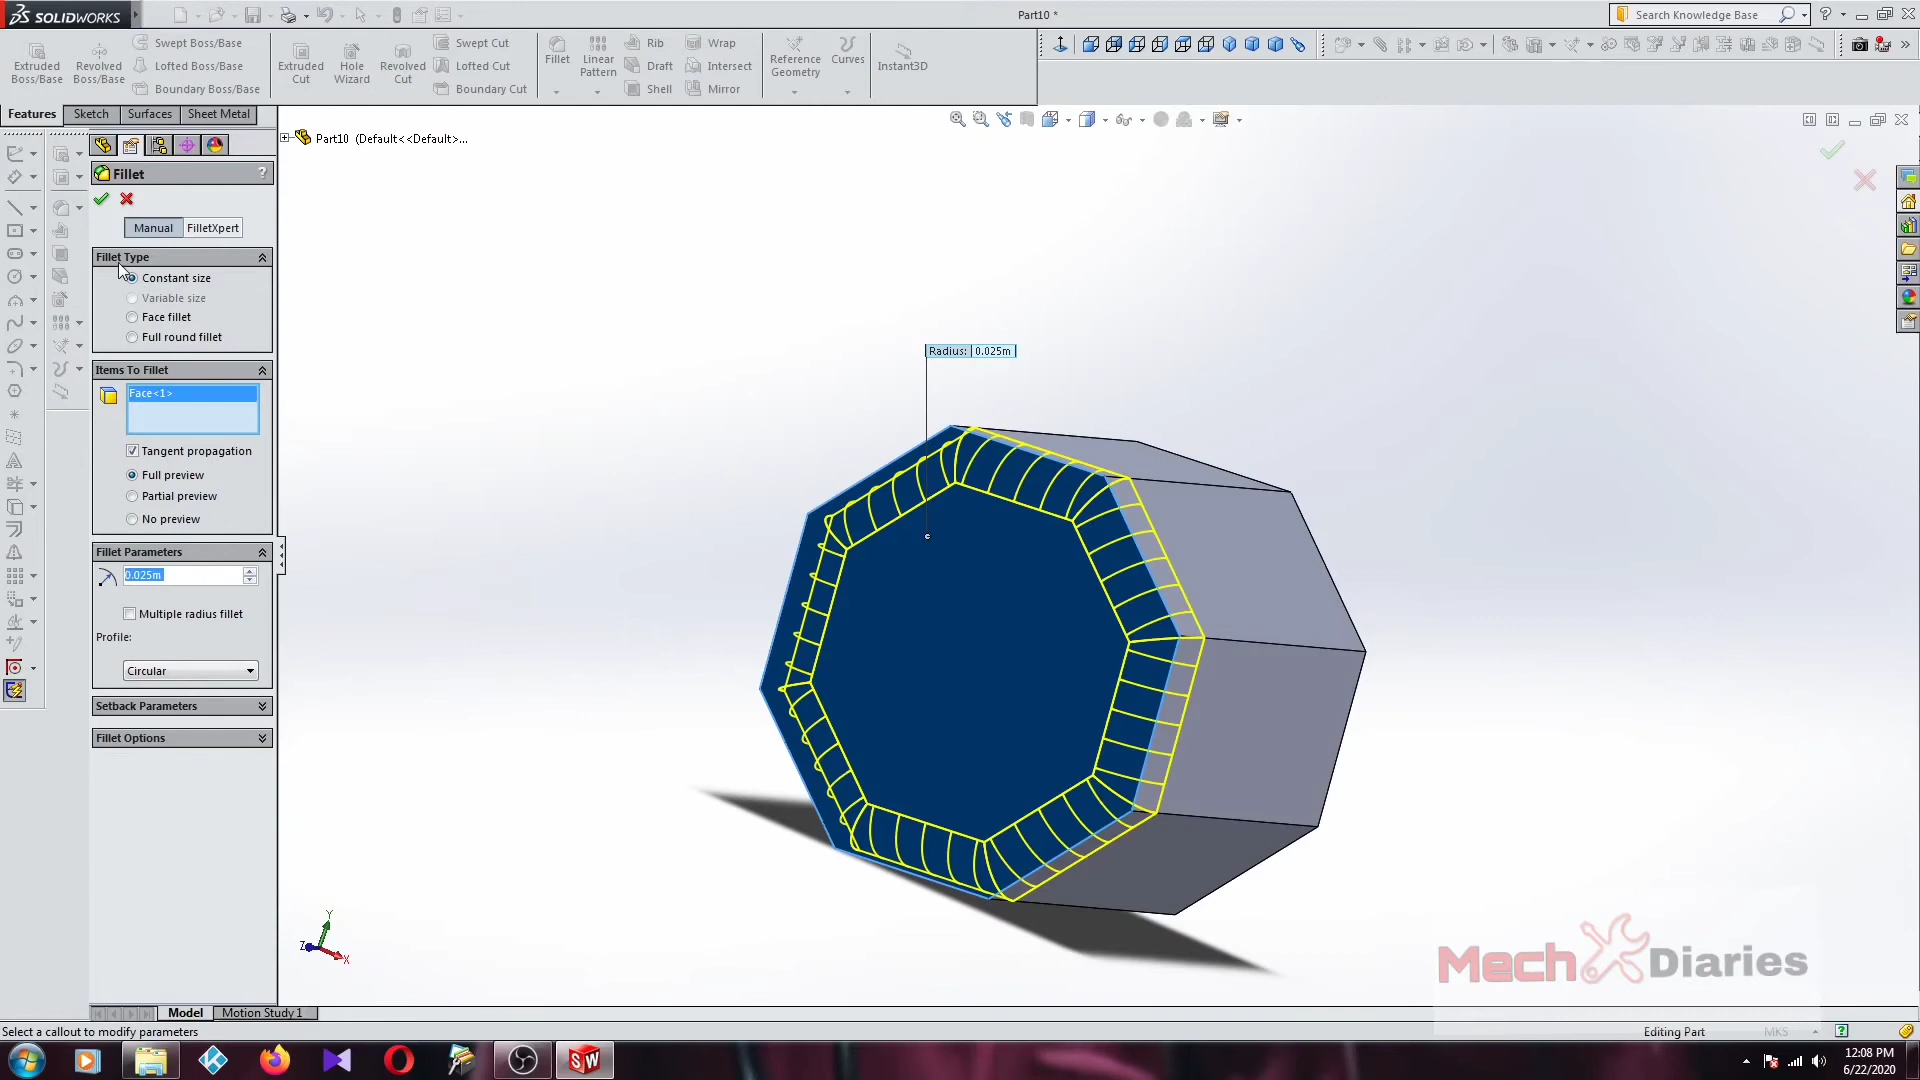 SOLIDWORKS
Part10 *
Search Knowledge Base
Extruded Boss/Base
Revolved Boss/Base
Swept Boss/Base
Lofted Boss/Base
Boundary Boss/Base
Extruded Cut
Hole Wizard
Revolved Cut
Swept Cut
Lofted Cut
Boundary Cut
Fillet
Linear Pattern
Rib
Draft
Shell
Wrap
Intersect
Mirror
Reference Geometry
Curves
Instant3D
Features
Sketch
Surfaces
Sheet Metal
Part10 (Default<<Default>...
Fillet
?
Manual
FilletXpert
Fillet Type
Constant size
Variable size
Face fillet
Full round fillet
Items To Fillet
Face<1>
Tangent propagation
Full preview
Partial preview
No preview
Fillet Parameters
0.025m
Multiple radius fillet
Profile:
Circular
Setback Parameters
Fillet Options
Radius: 0.025m
Y
Z
X
Mech Diaries
Model
Motion Study 1
Select a callout to modify parameters
Editing Part
MKS
SW
12:08 PM
6/22/2020